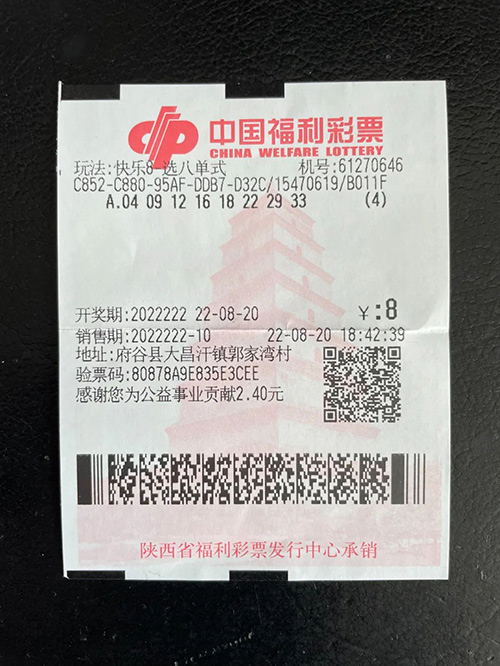 中国福利彩票
CHINA WELFARE LOTTERY
玩法:快乐8-选八单式 机号:61270646
C852-C880-95AF-DDB7-D32C/15470619/B011F
A.04 09 12 16 18 22 29 33 (4)
开奖期:2022222 22-08-20 ¥:8
销售期:2022222-10 22-08-20 18:42:39
地址:府谷县大昌汗镇郭家湾村
验票码:80878A9E835E3CEE
感谢您为公益事业贡献2.40元
陕西省福利彩票发行中心承销